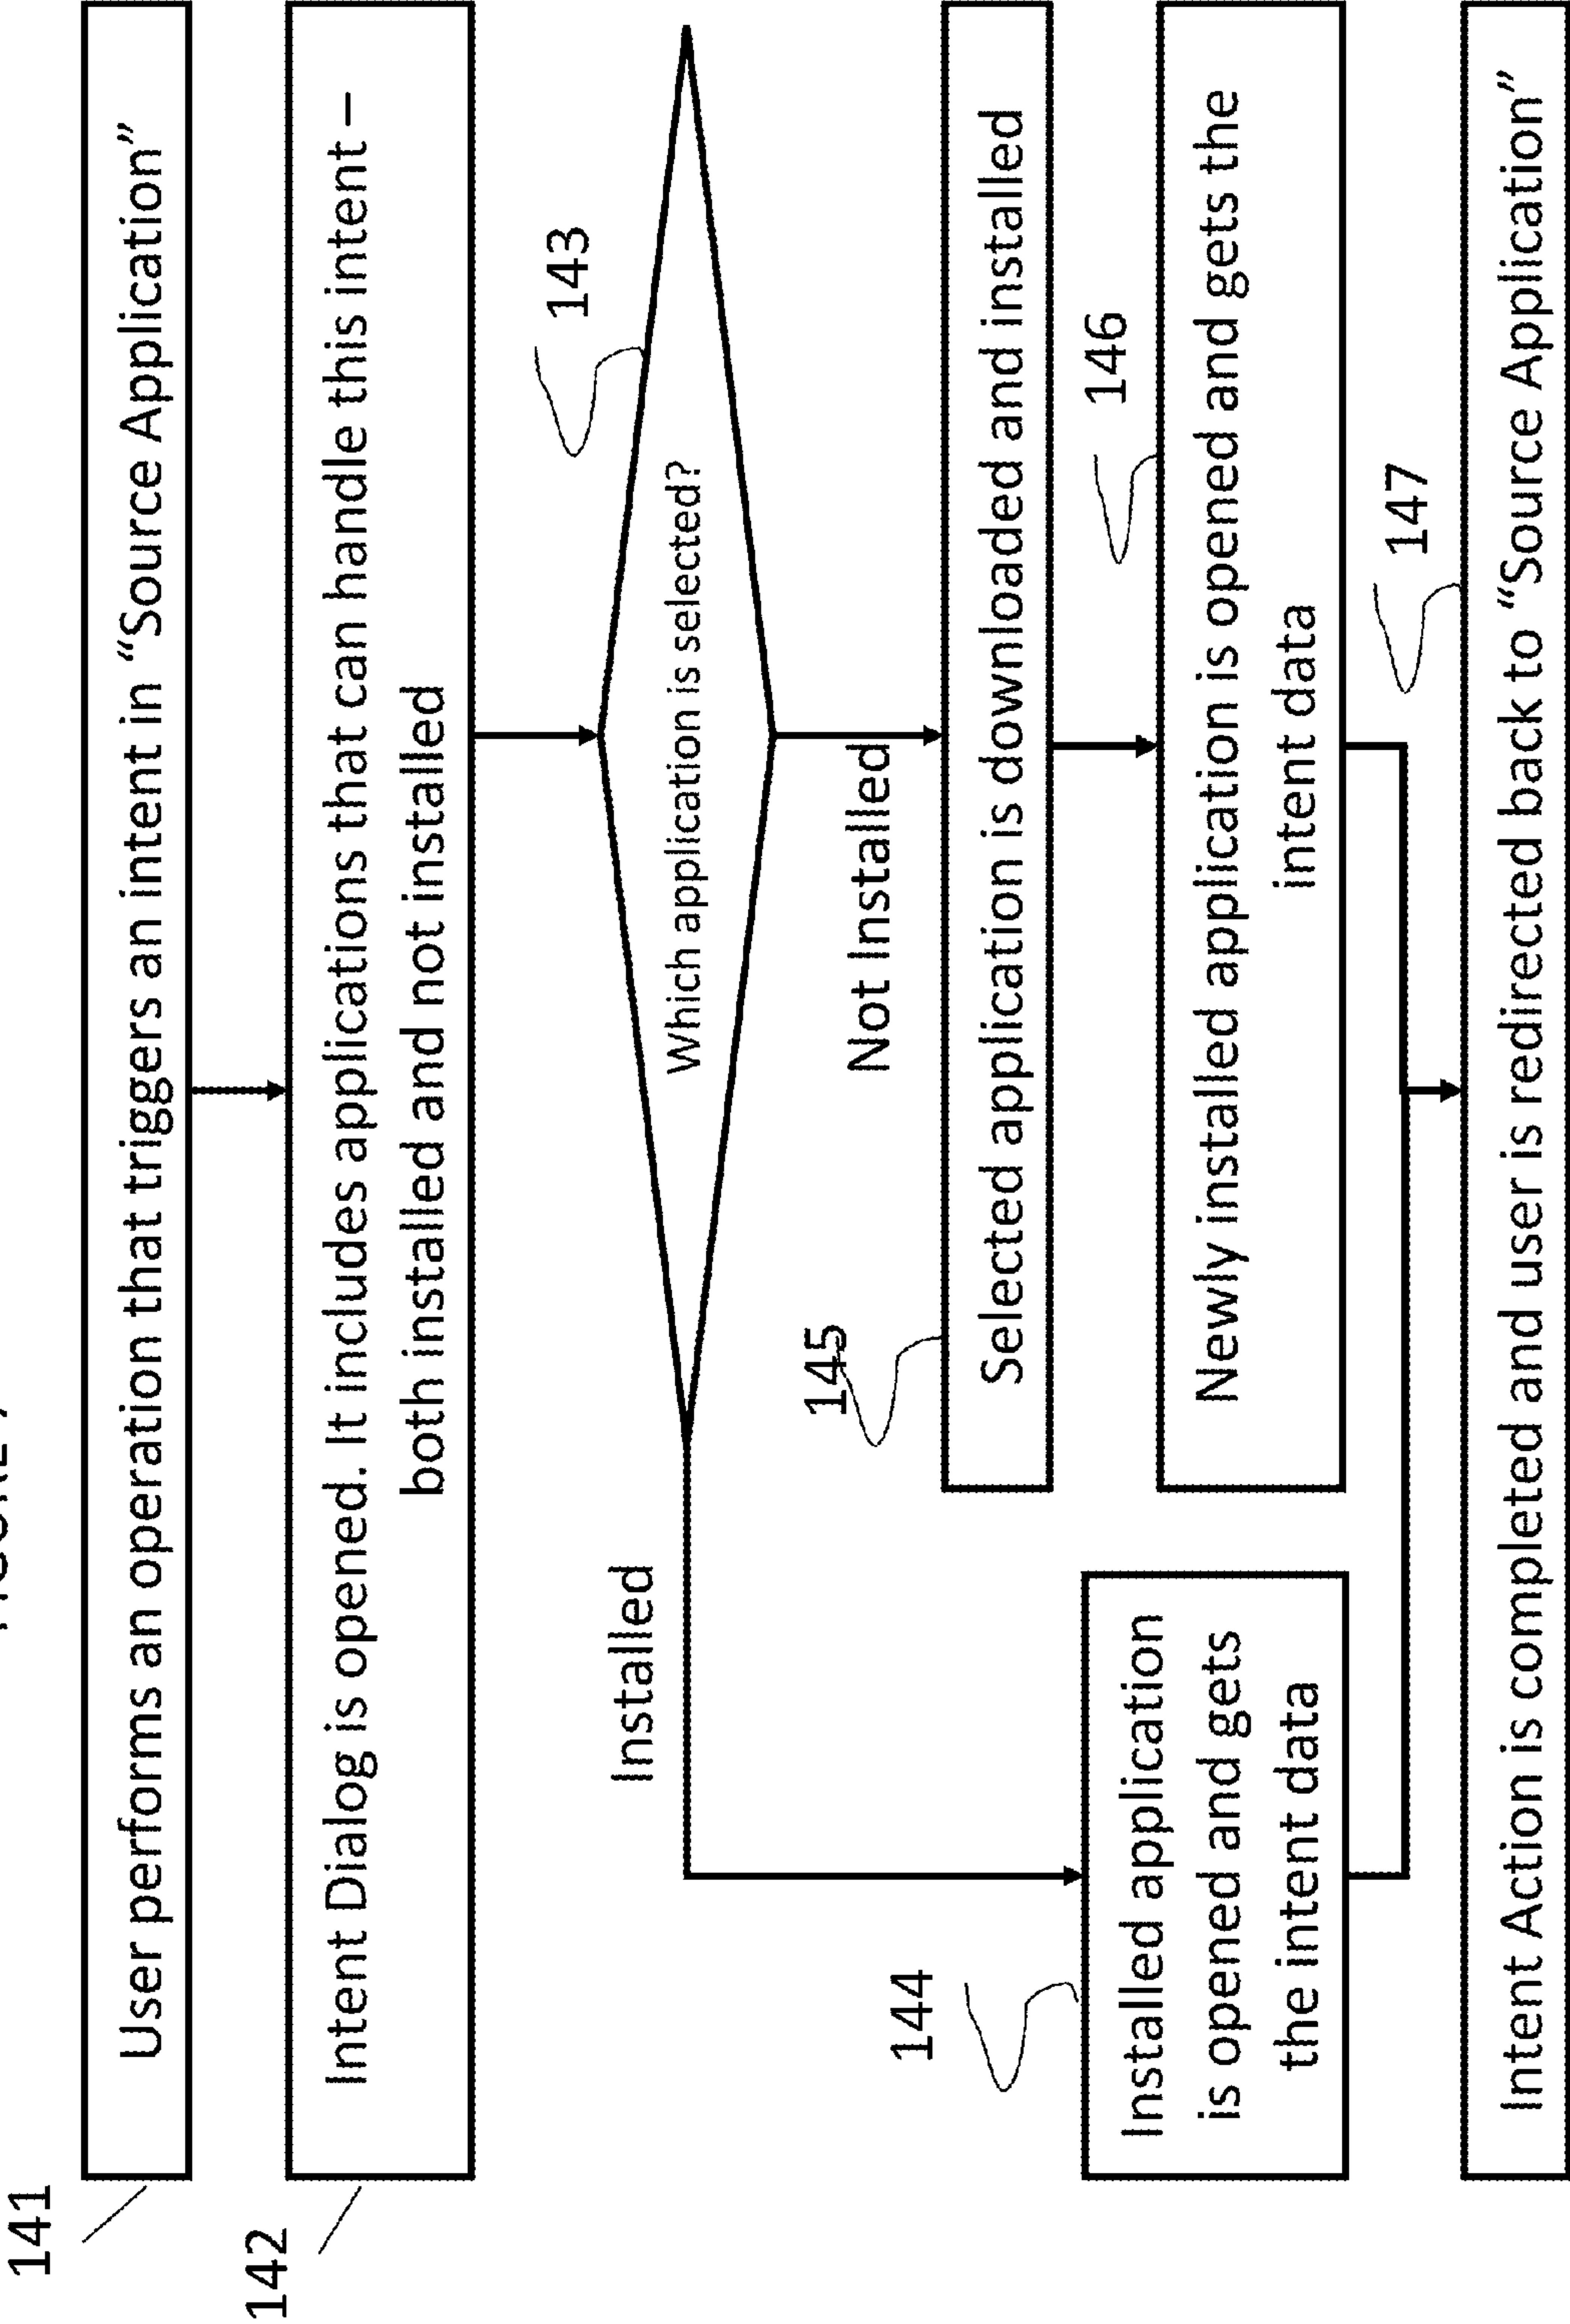 141
User performs an operation that triggers an intent in “Source Application”
142
Intent Dialog is opened. It includes applications that can handle this intent –
both installed and not installed
143
Which application is selected?
Installed
Not Installed
144
Installed application
is opened and gets
the intent data
145
Selected application is downloaded and installed
146
Newly installed application is opened and gets the
intent data
147
Intent Action is completed and user is redirected back to “Source Application”